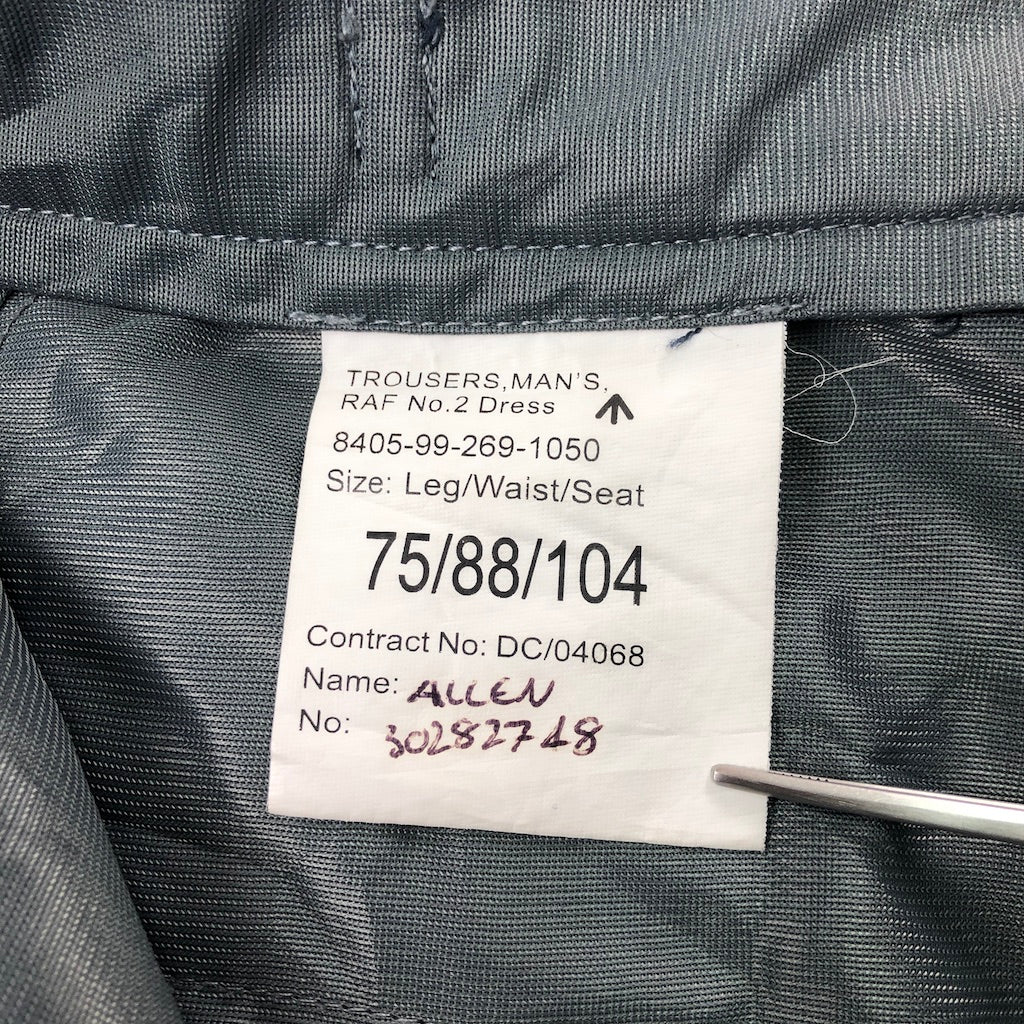 TROUSERS,MAN'S,
RAF No.2 Dress
8405-99-269-1050
Size: Leg/Waist/Seat
75/88/104
Contract No: DC/04068
Name: ALLEN
No: 30282718